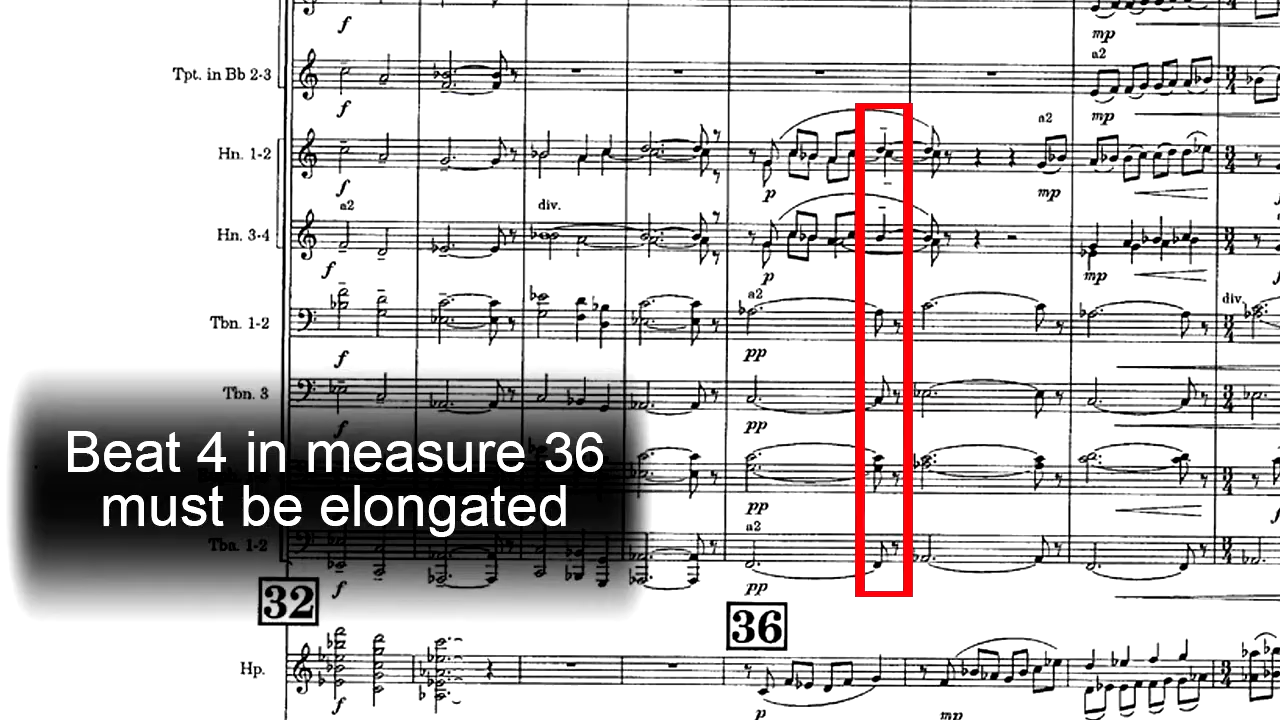 f
mp
Tpt. in Bb 2-3
a2
f
mp
Hn. 1-2
a2
f
p
mp
a2
div.
Hn. 3-4
f
p
mp
a2
div.
Tbn. 1-2
f
pp
Tbn. 3
f
pp
Beat 4 in measure 36
must be elongated
pp
a2
Tba. 1-2
f
pp
32
36
Hp.
f
p
mp